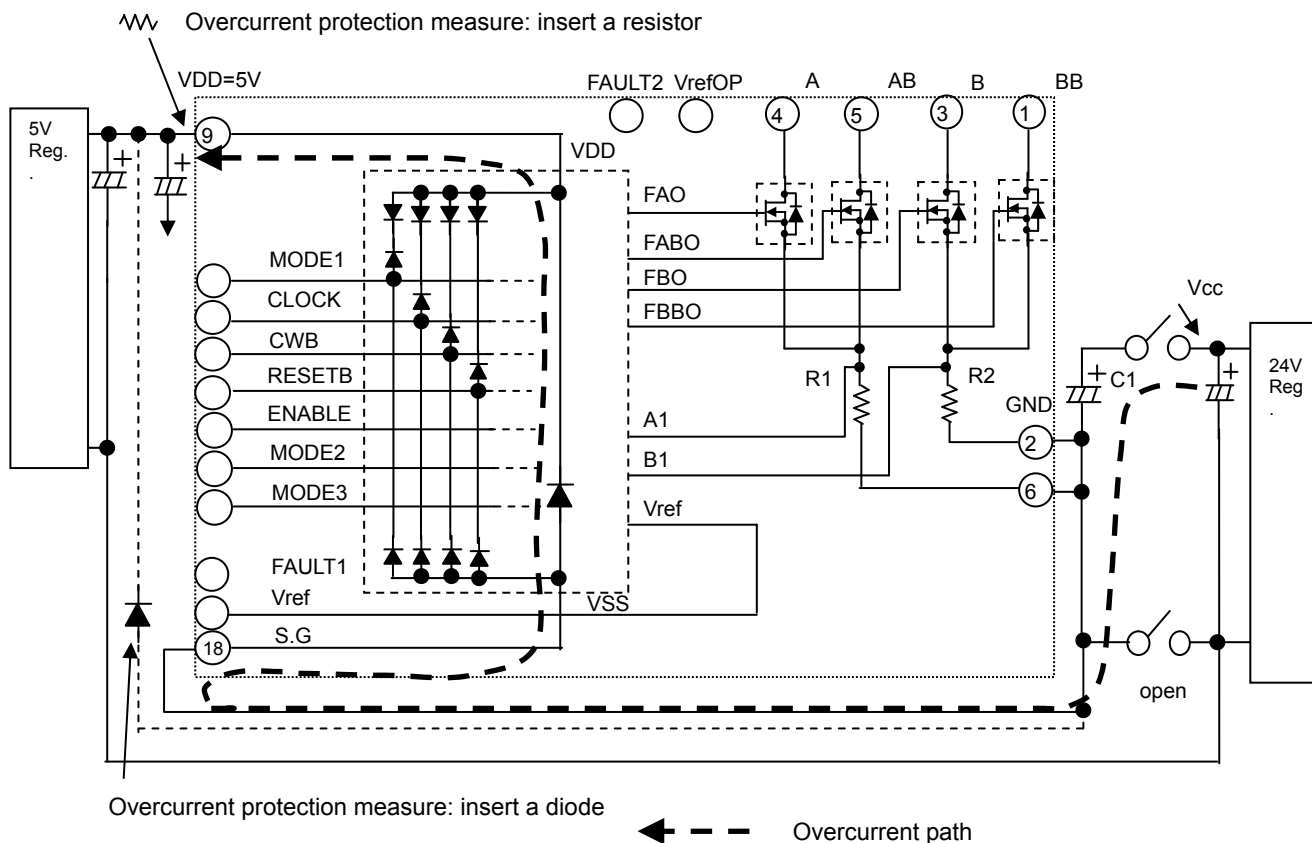 Overcurrent protection measure: insert a resistor
VDD=5V
FAULT2
VrefOP
A
AB
B
BB
5V
Reg.
.
+
+
9
4
5
3
1
VDD
FAO
FABO
FBO
FBBO
MODE1
CLOCK
CWB
RESETB
ENABLE
MODE2
MODE3
FAULT1
Vref
S.G
18
VSS
A1
B1
Vref
R1
R2
GND
2
6
C1
+
+
Vcc
24V
Reg
.
open
Overcurrent protection measure: insert a diode
Overcurrent path